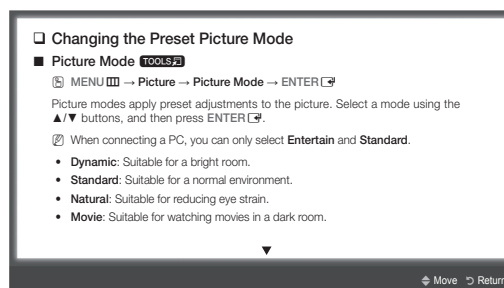 ❑ Changing the Preset Picture Mode
■ Picture Mode TOOLS
MENU → Picture → Picture Mode → ENTER
Picture modes apply preset adjustments to the picture. Select a mode using the
▲/▼ buttons, and then press ENTER.
When connecting a PC, you can only select Entertain and Standard.
• Dynamic: Suitable for a bright room.
• Standard: Suitable for a normal environment.
• Natural: Suitable for reducing eye strain.
• Movie: Suitable for watching movies in a dark room.
▼
Move Return